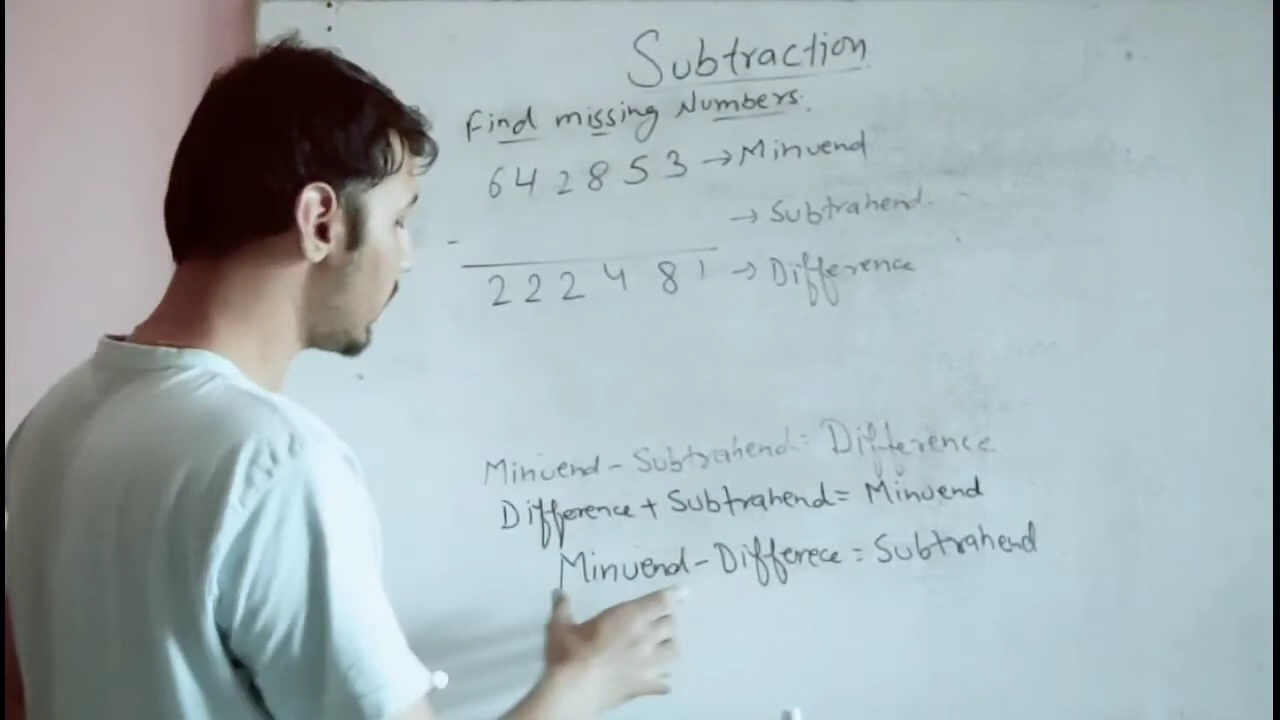 Subtraction
Find missing Numbers.
6 4 2 8 5 3 → Minuend
→ Subtrahend.
-
2 2 2 4 8 1 → Difference
Minuend - Subtrahend = Difference
Difference + Subtrahend = Minuend
Minuend - Differece = Subtrahend